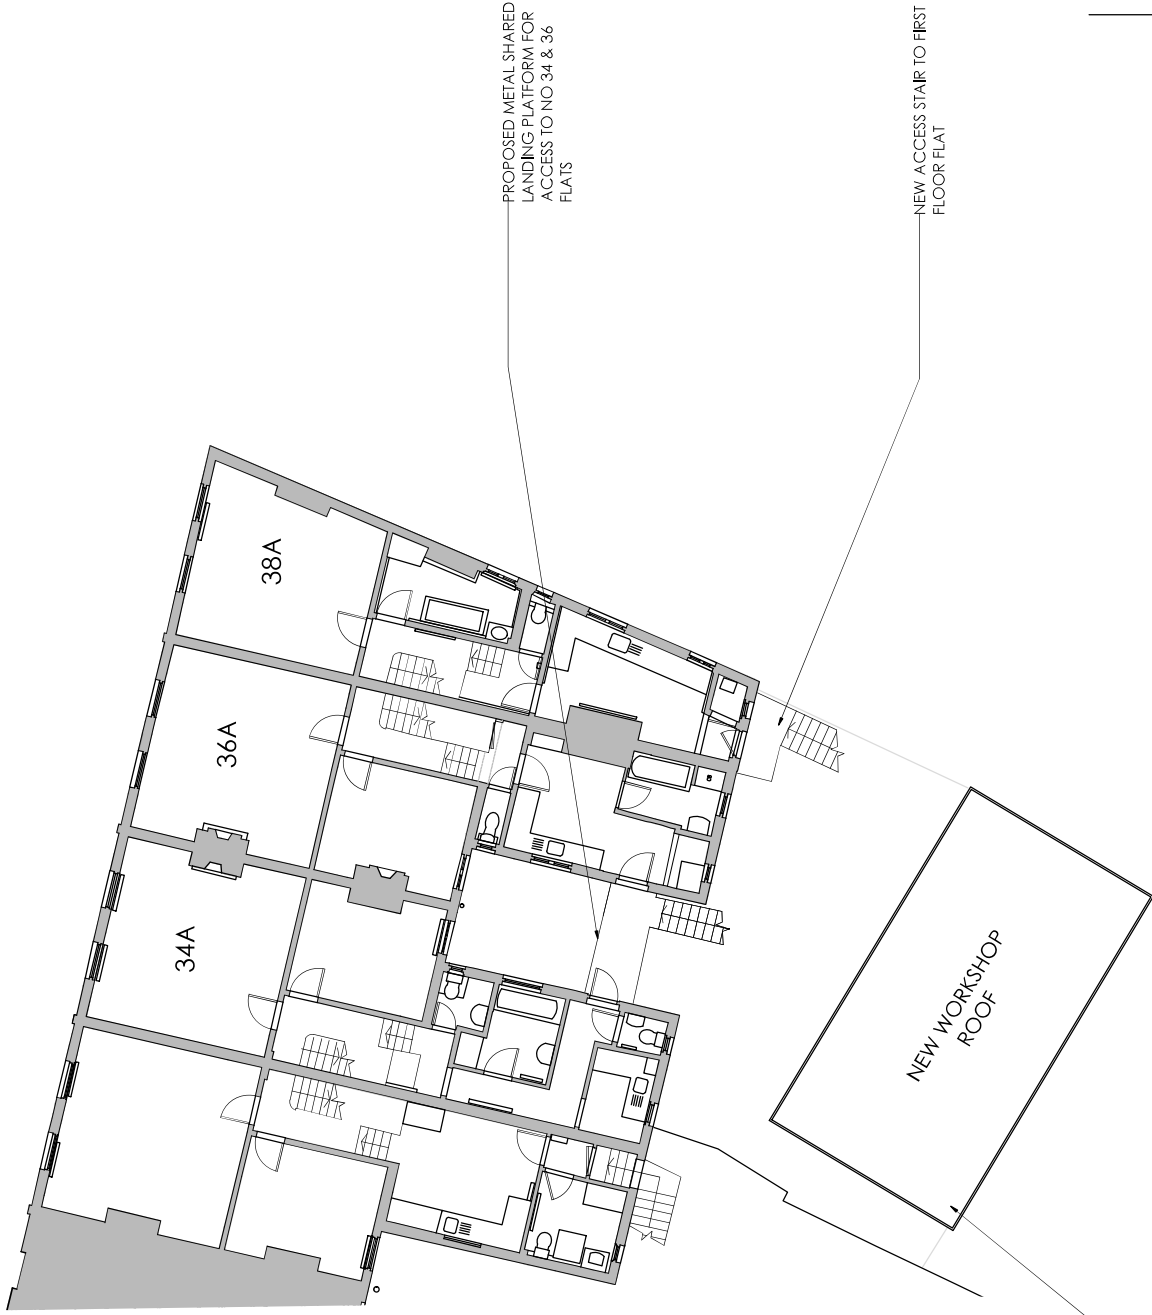 PROPOSED METAL SHARED
LANDING PLATFORM FOR
ACCESS TO NO 34 & 36
FLATS
NEW ACCESS STAIR TO FIRST
FLOOR FLAT
38A
36A
34A
NEW WORKSHOP
ROOF